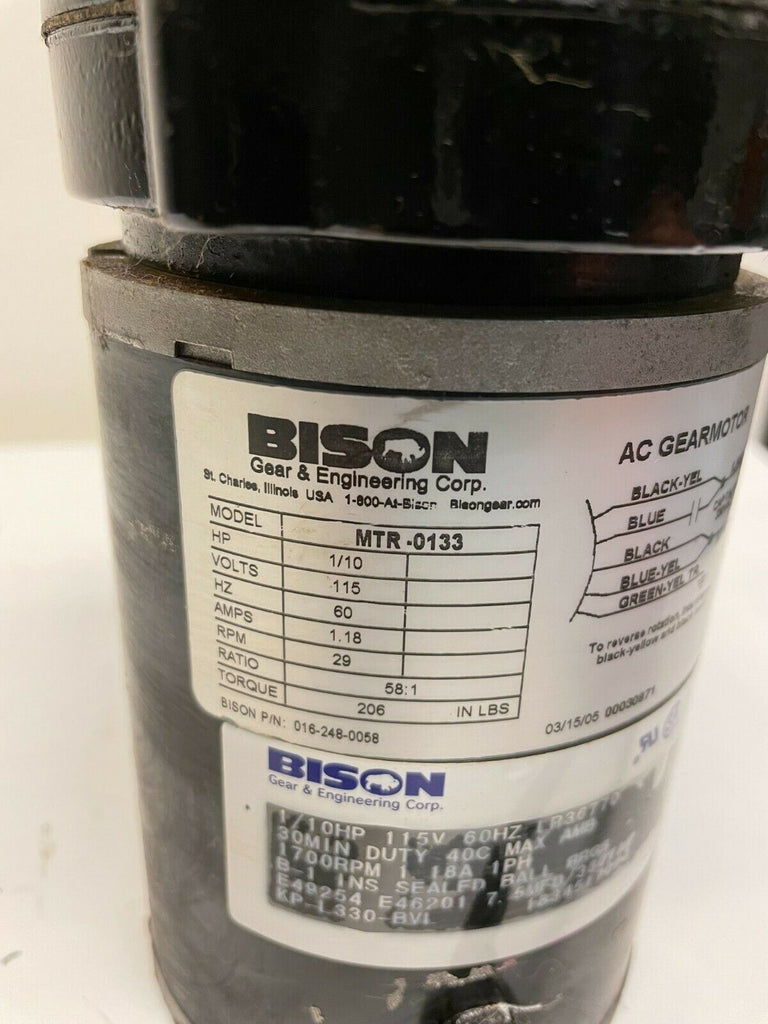 BISON
Gear & Engineering Corp.
St. Charles, Illinois USA 1-800-At-Bison Bisongear.com
MODEL MTR-0133
HP 1/10
VOLTS 115
HZ 60
AMPS 1.18
RPM 29
RATIO 58:1
TORQUE 206 IN LBS
BISON P/N: 016-248-0058
AC GEARMOTOR
BLACK-YEL
BLUE
BLACK
BLUE-YEL
GREEN-YEL
To reverse rotation,
black-yellow and
03/15/05 00030871
BISON
Gear & Engineering Corp.
1/10HP 115V 60HZ
30MIN DUTY 40C MAX AMB
1700RPM 1.18A 1PH
B-1 INS SEALED BALL BRGS
E49254 E46201